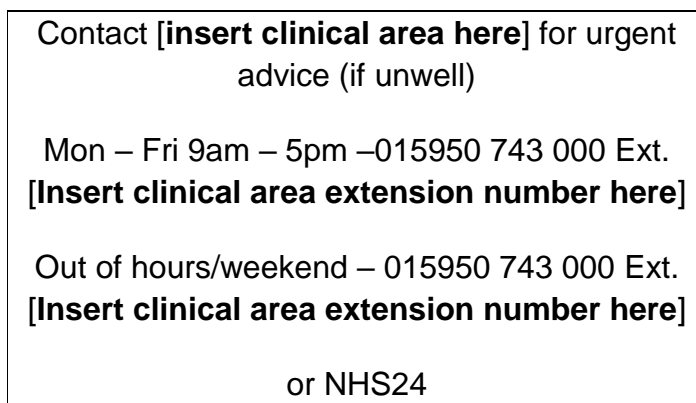 Contact [insert clinical area here] for urgent
advice (if unwell)
Mon – Fri 9am – 5pm –015950 743 000 Ext.
[Insert clinical area extension number here]
Out of hours/weekend – 015950 743 000 Ext.
[Insert clinical area extension number here]
or NHS24